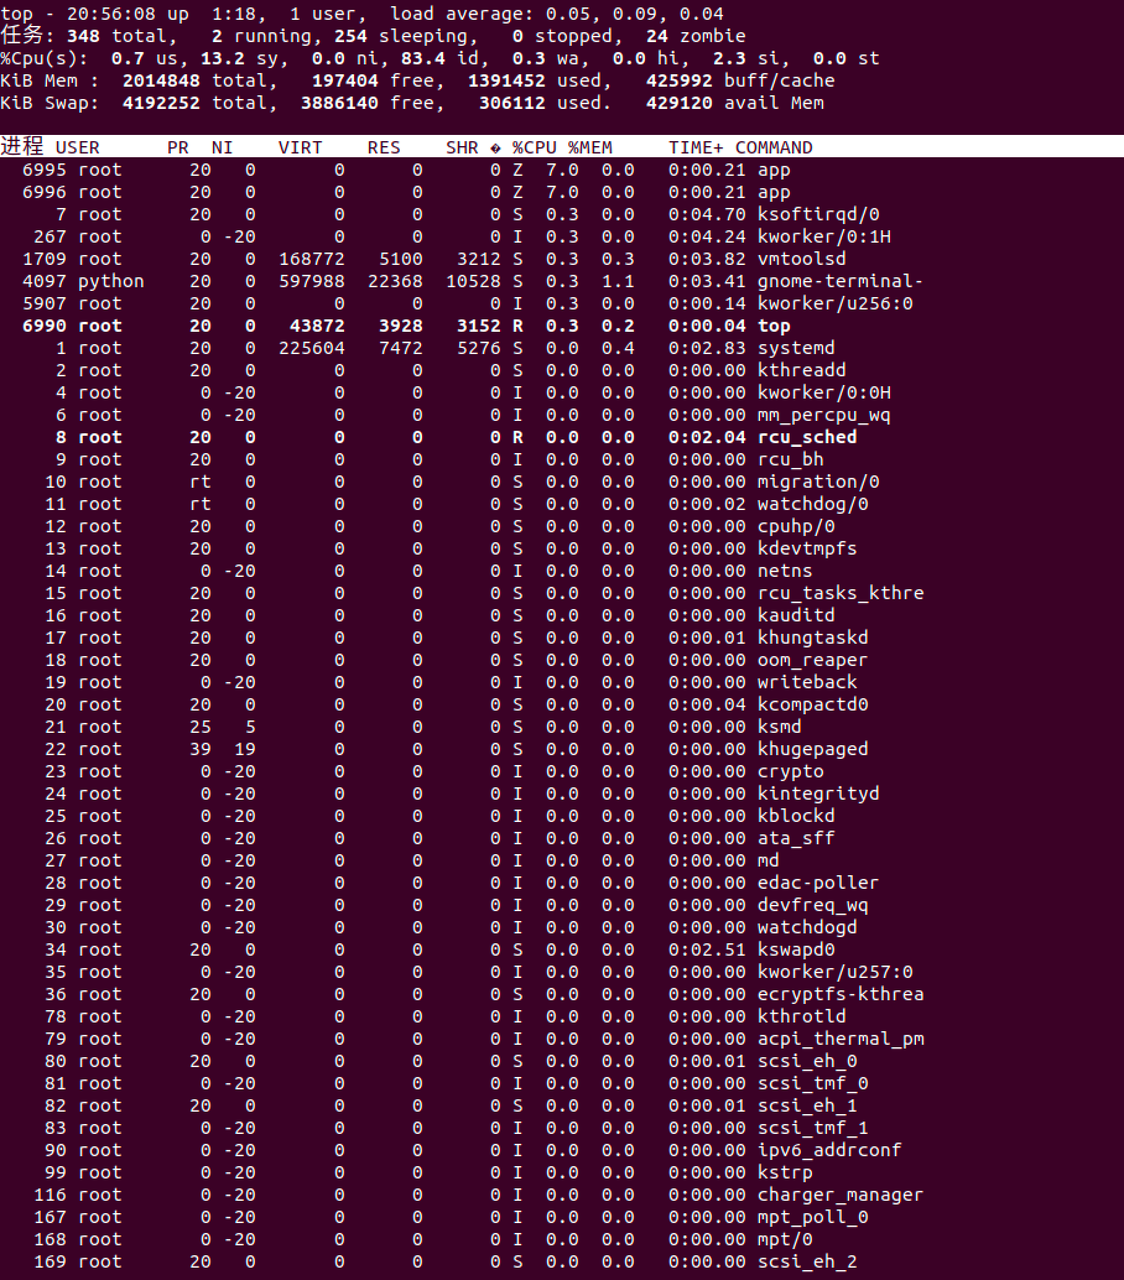 top - 20:56:08 up  1:18,  1 user,  load average: 0.05, 0.09, 0.04
任务: 348 total,   2 running, 254 sleeping,   0 stopped,  24 zombie
%Cpu(s):  0.7 us, 13.2 sy,  0.0 ni, 83.4 id,  0.3 wa,  0.0 hi,  2.3 si,  0.0 st
KiB Mem :  2014848 total,   197404 free,  1391452 used,   425992 buff/cache
KiB Swap:  4192252 total,  3886140 free,   306112 used.   429120 avail Mem
进程 USER      PR  NI    VIRT    RES    SHR � %CPU %MEM     TIME+ COMMAND
6995 root      20   0       0      0      0 Z  7.0  0.0   0:00.21 app
6996 root      20   0       0      0      0 Z  7.0  0.0   0:00.21 app
7 root      20   0       0      0      0 S  0.3  0.0   0:04.70 ksoftirqd/0
267 root       0 -20       0      0      0 I  0.3  0.0   0:04.24 kworker/0:1H
1709 root      20   0  168772   5100   3212 S  0.3  0.3   0:03.82 vmtoolsd
4097 python    20   0  597988  22368  10528 S  0.3  1.1   0:03.41 gnome-terminal-
5907 root      20   0       0      0      0 I  0.3  0.0   0:00.14 kworker/u256:0
6990 root      20   0   43872   3928   3152 R  0.3  0.2   0:00.04 top
1 root      20   0  225604   7472   5276 S  0.0  0.4   0:02.83 systemd
2 root      20   0       0      0      0 S  0.0  0.0   0:00.00 kthreadd
4 root       0 -20       0      0      0 I  0.0  0.0   0:00.00 kworker/0:0H
6 root       0 -20       0      0      0 I  0.0  0.0   0:00.00 mm_percpu_wq
8 root      20   0       0      0      0 R  0.0  0.0   0:02.04 rcu_sched
9 root      20   0       0      0      0 I  0.0  0.0   0:00.00 rcu_bh
10 root      rt   0       0      0      0 S  0.0  0.0   0:00.00 migration/0
11 root      rt   0       0      0      0 S  0.0  0.0   0:00.02 watchdog/0
12 root      20   0       0      0      0 S  0.0  0.0   0:00.00 cpuhp/0
13 root      20   0       0      0      0 S  0.0  0.0   0:00.00 kdevtmpfs
14 root       0 -20       0      0      0 I  0.0  0.0   0:00.00 netns
15 root      20   0       0      0      0 S  0.0  0.0   0:00.00 rcu_tasks_kthre
16 root      20   0       0      0      0 S  0.0  0.0   0:00.00 kauditd
17 root      20   0       0      0      0 S  0.0  0.0   0:00.01 khungtaskd
18 root      20   0       0      0      0 S  0.0  0.0   0:00.00 oom_reaper
19 root       0 -20       0      0      0 I  0.0  0.0   0:00.00 writeback
20 root      20   0       0      0      0 S  0.0  0.0   0:00.04 kcompactd0
21 root      25   5       0      0      0 S  0.0  0.0   0:00.00 ksmd
22 root      39  19       0      0      0 S  0.0  0.0   0:00.00 khugepaged
23 root       0 -20       0      0      0 I  0.0  0.0   0:00.00 crypto
24 root       0 -20       0      0      0 I  0.0  0.0   0:00.00 kintegrityd
25 root       0 -20       0      0      0 I  0.0  0.0   0:00.00 kblockd
26 root       0 -20       0      0      0 I  0.0  0.0   0:00.00 ata_sff
27 root       0 -20       0      0      0 I  0.0  0.0   0:00.00 md
28 root       0 -20       0      0      0 I  0.0  0.0   0:00.00 edac-poller
29 root       0 -20       0      0      0 I  0.0  0.0   0:00.00 devfreq_wq
30 root       0 -20       0      0      0 I  0.0  0.0   0:00.00 watchdogd
34 root      20   0       0      0      0 S  0.0  0.0   0:02.51 kswapd0
35 root       0 -20       0      0      0 I  0.0  0.0   0:00.00 kworker/u257:0
36 root      20   0       0      0      0 S  0.0  0.0   0:00.00 ecryptfs-kthrea
78 root       0 -20       0      0      0 I  0.0  0.0   0:00.00 kthrotld
79 root       0 -20       0      0      0 I  0.0  0.0   0:00.00 acpi_thermal_pm
80 root      20   0       0      0      0 S  0.0  0.0   0:00.01 scsi_eh_0
81 root       0 -20       0      0      0 I  0.0  0.0   0:00.00 scsi_tmf_0
82 root      20   0       0      0      0 S  0.0  0.0   0:00.01 scsi_eh_1
83 root       0 -20       0      0      0 I  0.0  0.0   0:00.00 scsi_tmf_1
90 root       0 -20       0      0      0 I  0.0  0.0   0:00.00 ipv6_addrconf
99 root       0 -20       0      0      0 I  0.0  0.0   0:00.00 kstrp
116 root       0 -20       0      0      0 I  0.0  0.0   0:00.00 charger_manager
167 root       0 -20       0      0      0 I  0.0  0.0   0:00.00 mpt_poll_0
168 root       0 -20       0      0      0 I  0.0  0.0   0:00.00 mpt/0
169 root      20   0       0      0      0 S  0.0  0.0   0:00.00 scsi_eh_2